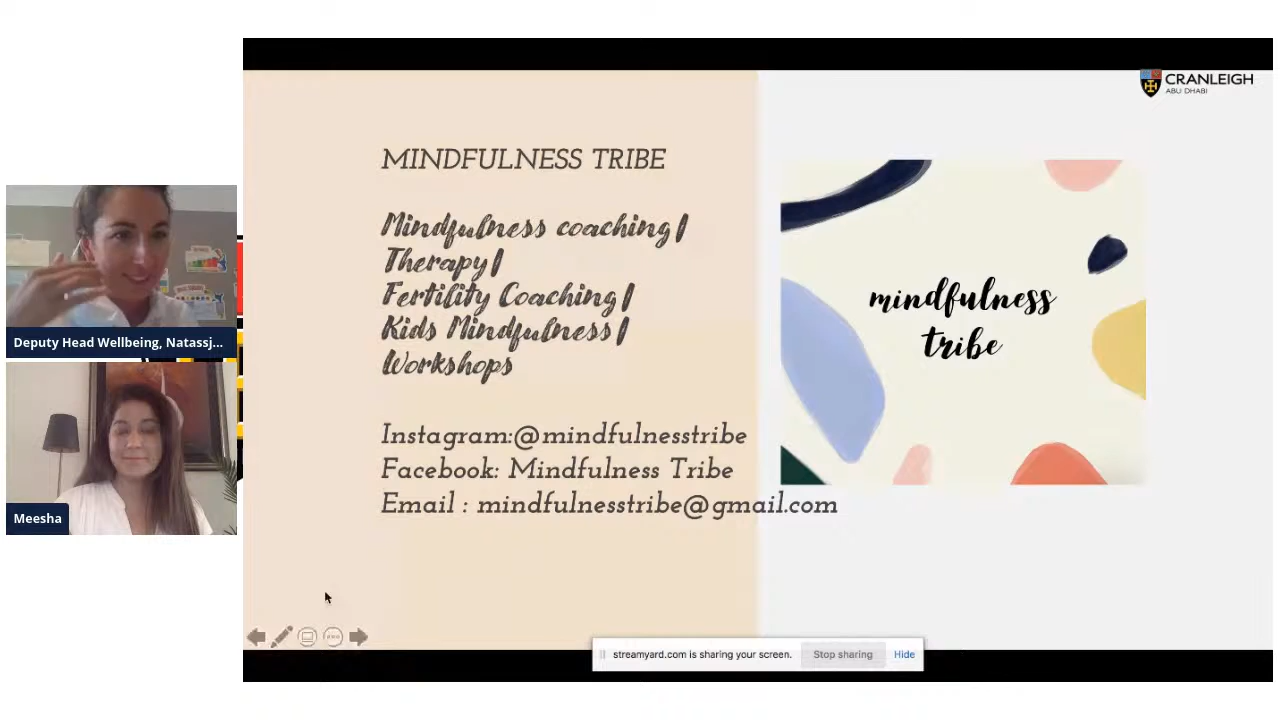 CRANLEIGH
ABU DHABI
MINDFULNESS TRIBE
Mindfulness coaching|
Therapy|
Fertility Coaching|
Kids Mindfulness|
Workshops
Instagram:@mindfulnesstribe
Facebook: Mindfulness Tribe
Email : mindfulnesstribe@gmail.com
mindfulness
tribe
Deputy Head Wellbeing, Natassj...
Meesha
streamyard.com is sharing your screen.
Stop sharing
Hide